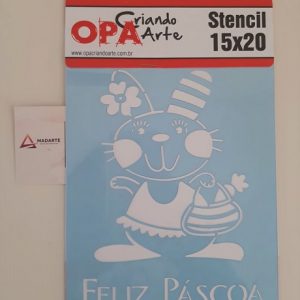 OPA Criando Arte
www.opacriandoarte.com.br
Stencil
15x20
MADARTE
FELIZ PÁSCOA